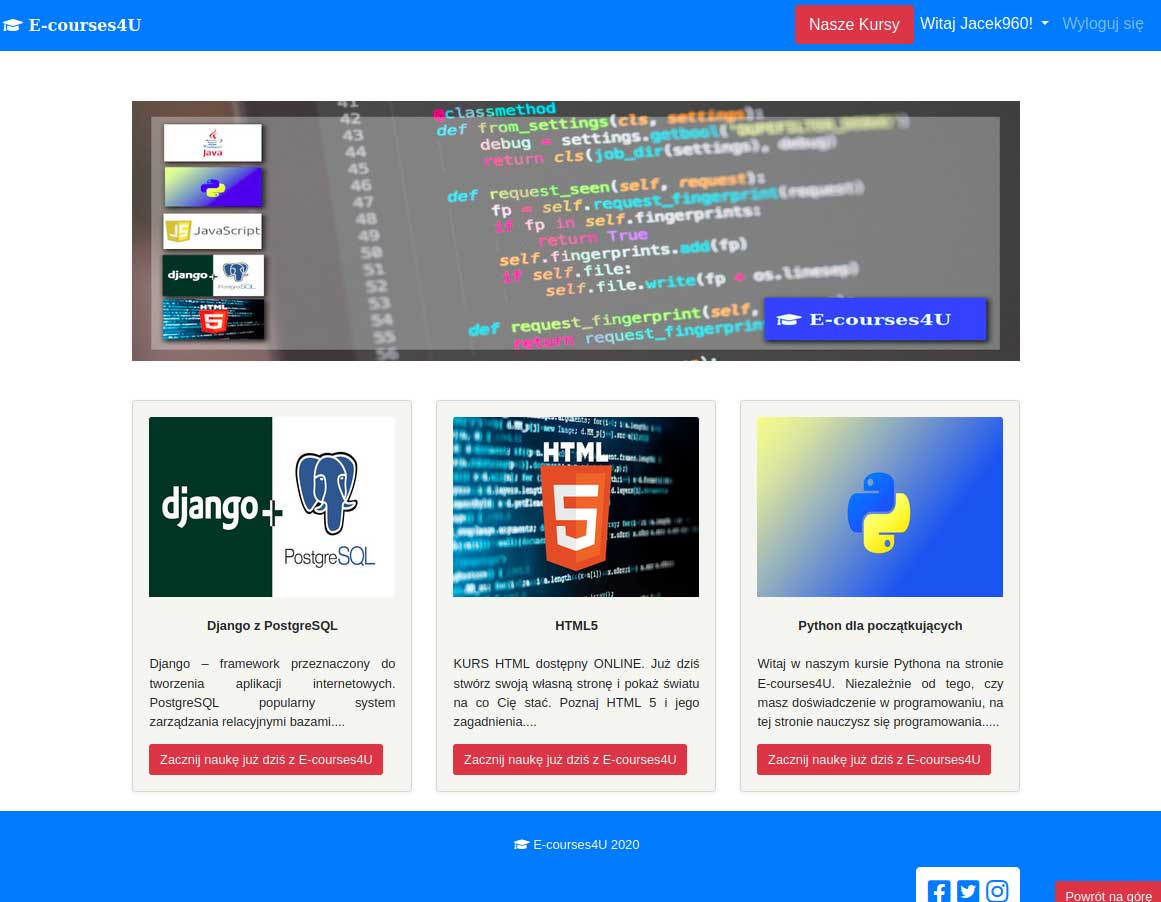 E-courses4U
Nasze Kursy
Witaj Jacek960!
Wyloguj się
41
@classmethod
42
def from_settings(cls, settings):
43
debug = settings.getbool(
44
return cls(job_dir(settings), debug)
45
46
def request_seen(self, request):
47
fp = self.request_fingerprint(request)
48
if fp in self.fingerprints:
49
return True
50
self.fingerprints.add(fp)
51
if self.file:
52
self.file.write(fp + os.linesep)
53
54
def request_fingerprint(self,
55
return request_fingerprint
56
Java
JavaScript
JS
django+
PostgreSQL
HTML
5
E-courses4U
django+
PostgreSQL
HTML
5
Django z PostgreSQL
Django – framework przeznaczony do
tworzenia aplikacji internetowych.
PostgreSQL popularny system
zarządzania relacyjnymi bazami....
Zacznij naukę już dziś z E-courses4U
HTML5
KURS HTML dostępny ONLINE. Już dziś
stwórz swoją własną stronę i pokaż światu
na co Cię stać. Poznaj HTML 5 i jego
zagadnienia....
Zacznij naukę już dziś z E-courses4U
Python dla początkujących
Witaj w naszym kursie Pythona na stronie
E-courses4U. Niezależnie od tego, czy
masz doświadczenie w programowaniu, na
tej stronie nauczysz się programowania.....
Zacznij naukę już dziś z E-courses4U
E-courses4U 2020
Powrót na górę